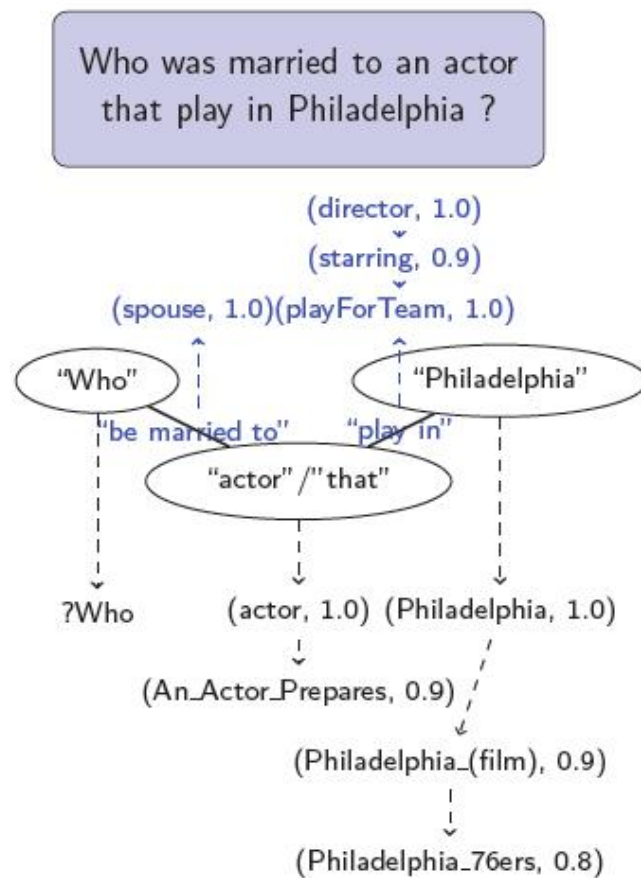 Who was married to an actor
that play in Philadelphia ?
(director, 1.0)
(starring, 0.9)
(spouse, 1.0)(playForTeam, 1.0)
“Who”
“Philadelphia”
“be married to”
“play in”
“actor”/”that”
?Who
(actor, 1.0)
(Philadelphia, 1.0)
(An_Actor_Prepares, 0.9)
(Philadelphia_(film), 0.9)
(Philadelphia_76ers, 0.8)